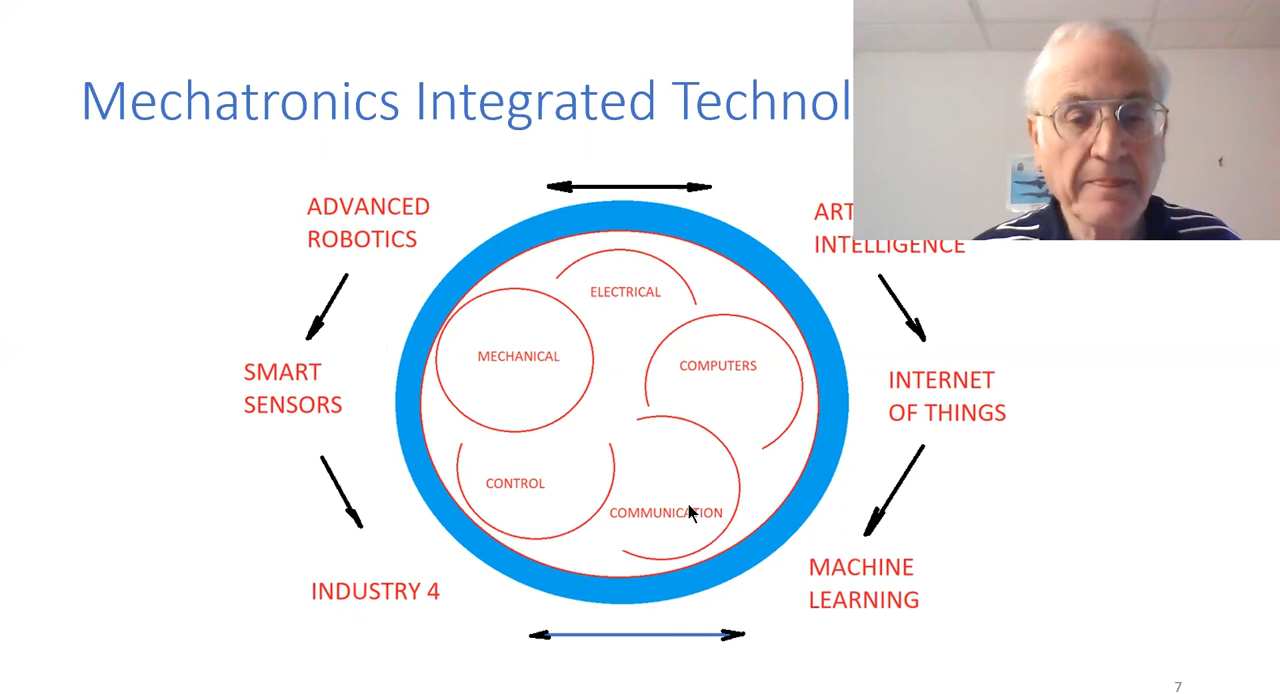 Mechatronics Integrated Technol
ADVANCED
ROBOTICS
ART
INTELLIGENCE
ELECTRICAL
MECHANICAL
COMPUTERS
SMART
SENSORS
INTERNET
OF THINGS
CONTROL
COMMUNICATION
INDUSTRY 4
MACHINE
LEARNING
7